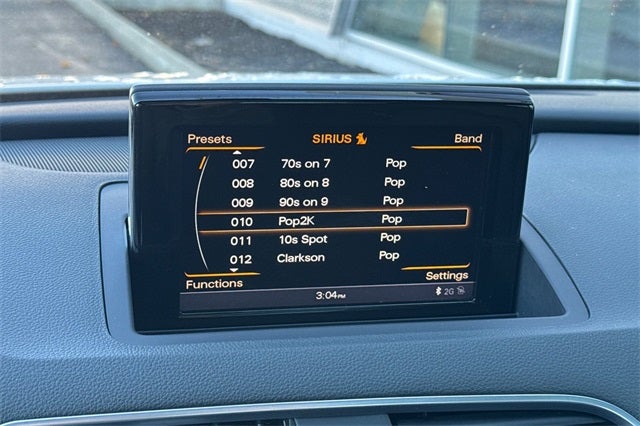 Presets SIRIUS Band
007 70s on 7 Pop
008 80s on 8 Pop
009 90s on 9 Pop
010 Pop2K Pop
011 10s Spot Pop
012 Clarkson Pop
Functions Settings
3:04PM 2G